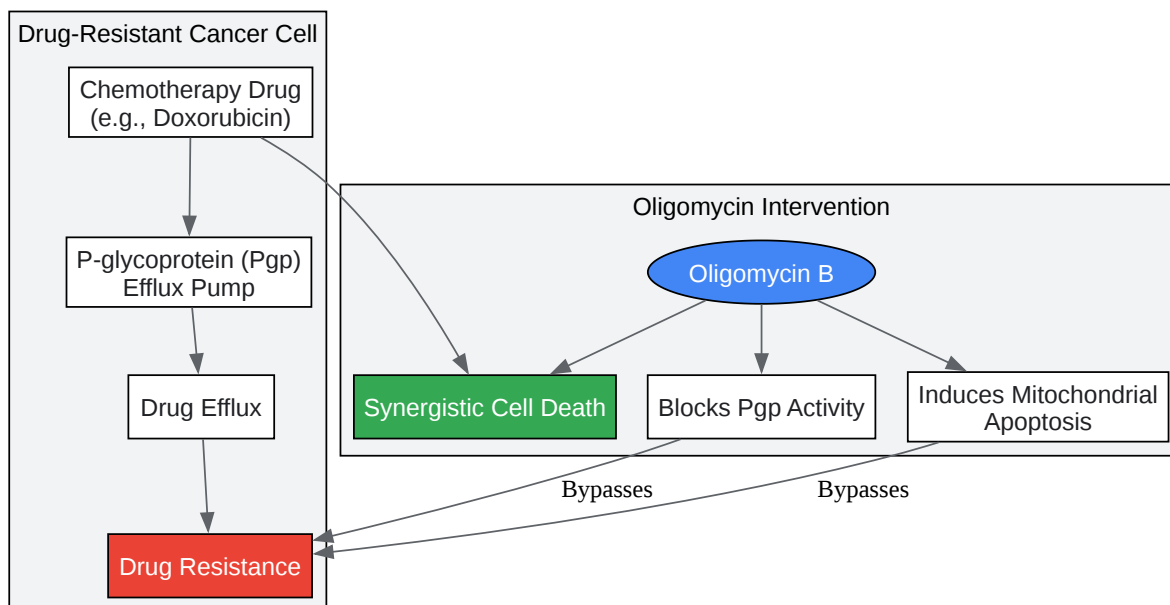 Drug-Resistant Cancer Cell
Chemotherapy Drug
(e.g., Doxorubicin)
P-glycoprotein (Pgp)
Efflux Pump
Drug Efflux
Drug Resistance
Oligomycin Intervention
Oligomycin B
Synergistic Cell Death
Blocks Pgp Activity
Induces Mitochondrial
Apoptosis
Bypasses
Bypasses